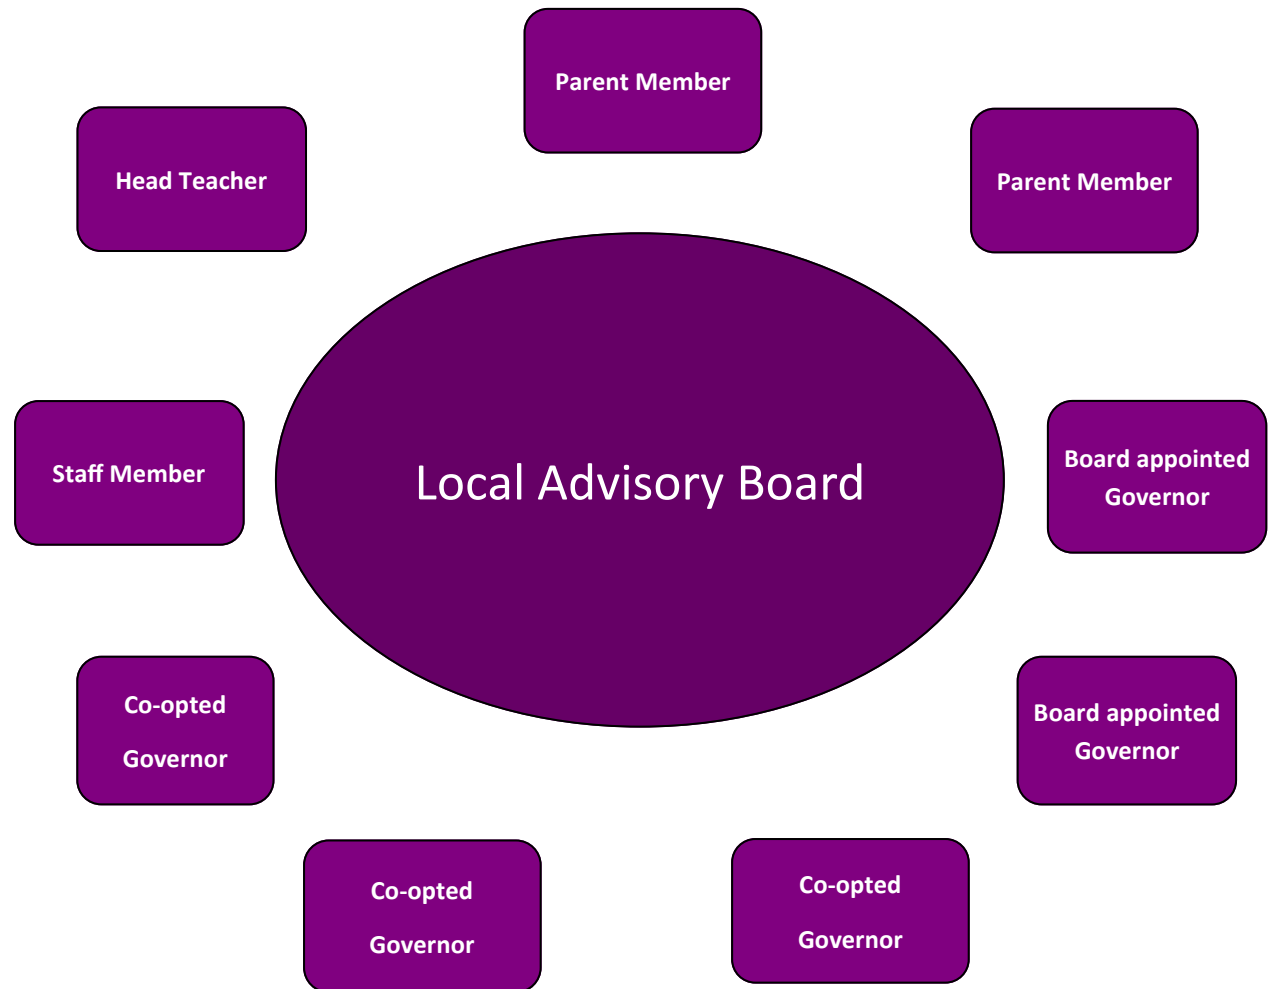 Parent Member
Head Teacher
Parent Member
Local Advisory Board
Staff Member
Board appointed
Governor
Co-opted
Governor
Board appointed
Governor
Co-opted
Governor
Co-opted
Governor